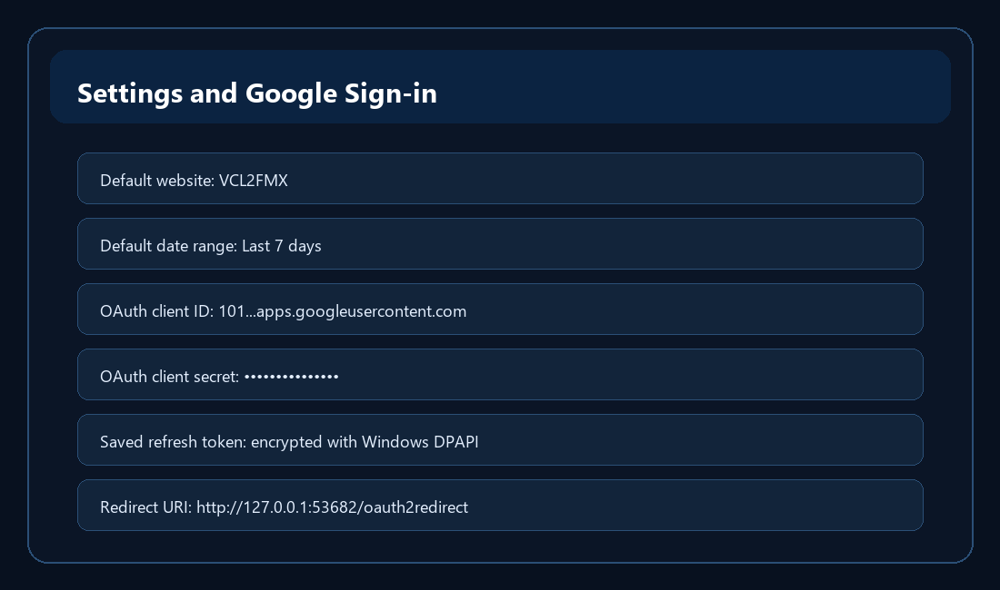 Settings and Google Sign-in
Default website: VCL2FMX
Default date range: Last 7 days
OAuth client ID: 101...apps.googleusercontent.com
OAuth client secret: •••••••••••••••
Saved refresh token: encrypted with Windows DPAPI
Redirect URI: http://127.0.0.1:53682/oauth2redirect